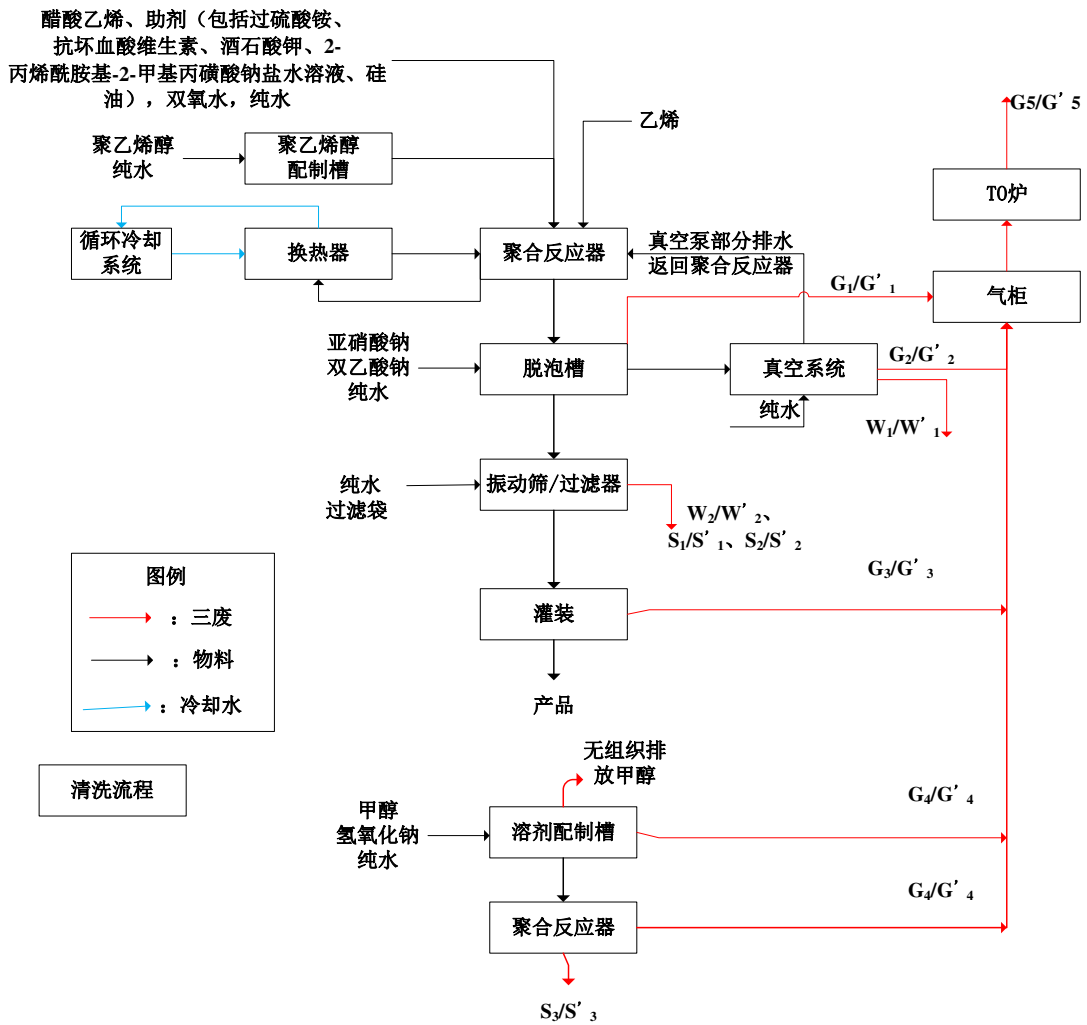 醋酸乙烯、助剂（包括过硫酸铵、
抗坏血酸维生素、酒石酸钾、2-
丙烯酰胺基-2-甲基丙磺酸钠盐水溶液、硅
油），双氧水，纯水
乙烯
G5/G'5
聚乙烯醇
纯水
聚乙烯醇
配制槽
TO炉
循环冷却
系统
换热器
聚合反应器
真空泵部分排水
返回聚合反应器
G₁/G'₁
气柜
亚硝酸钠
双乙酸钠
纯水
脱泡槽
真空系统
G₂/G'₂
纯水
W₁/W'₁
纯水
过滤袋
振动筛/过滤器
W₂/W'₂、
S₁/S'₁、S₂/S'₂
G₃/G'₃
灌装
产品
图例
：三废
：物料
：冷却水
清洗流程
无组织排
放甲醇
甲醇
氢氧化钠
纯水
溶剂配制槽
G₄/G'₄
聚合反应器
G₄/G'₄
S₃/S'₃